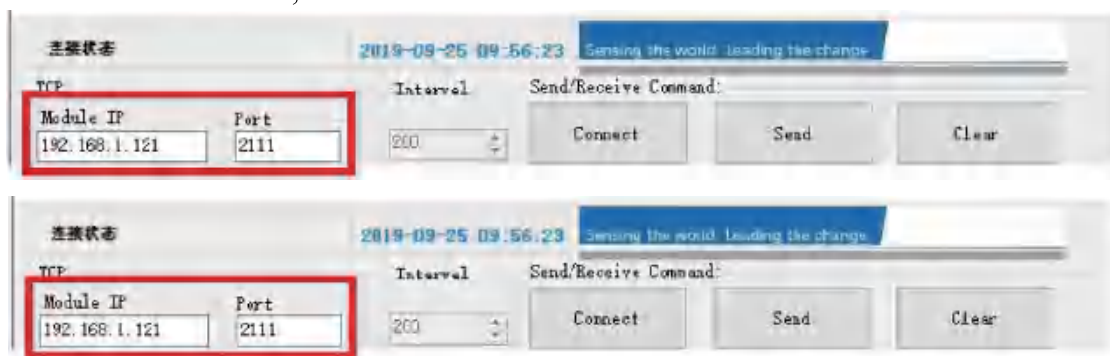 连接状态 2019-09-25 09:56:23 Sensing the world. Leading the change
TCP Interval Send/Receive Command:
Module IP Port
192.168.1.121 2111 200 Connect Send Clear
连接状态 2019-09-25 09:56:23 Sensing the world. Leading the change
TCP Interval Send/Receive Command:
Module IP Port
192.168.1.121 2111 200 Connect Send Clear